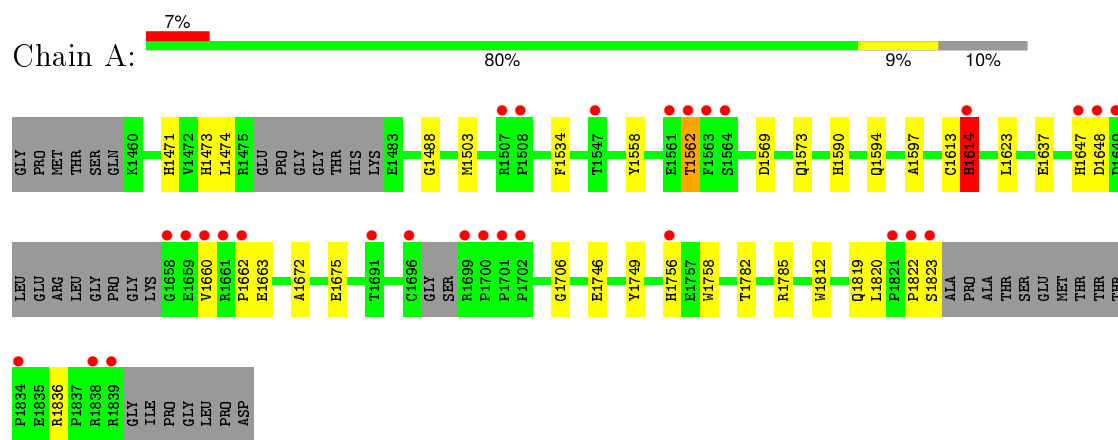 7%
Chain A:
80% 9% 10%
GLY PRO MET THR SER GLN K1460 H1471 V1472 H1473 L1474 R1475 GLU PRO GLY GLY THR HIS LYS E1483 G1488 M1503 R1507 P1508 F1534 T1547 Y1558 E1561 T1562 F1563 S1564 D1569 Q1573 H1590 Q1594 A1597 C1613 H1614 L1623 E1637 H1647 D1648 D1649
LEU GLU ARG LEU GLY PRO GLY LYS G1658 E1659 V1660 R1661 P1662 E1663 A1672 E1675 T1691 C1696 GLY SER R1699 P1700 P1701 P1702 G1706 E1746 Y1749 H1756 E1757 W1758 T1782 R1785 W1812 Q1819 L1820 P1821 P1822 S1823 ALA PRO ALA THR SER GLU MET THR THR THR
P1834 E1835 R1836 P1837 R1838 R1839 GLY ILE PRO GLY LEU PRO ASP